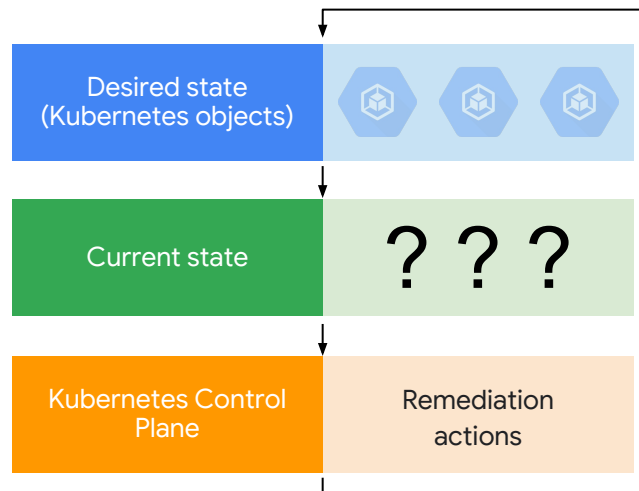 Desired state
(Kubernetes objects)
Current state
? ? ?
Kubernetes Control
Plane
Remediation
actions